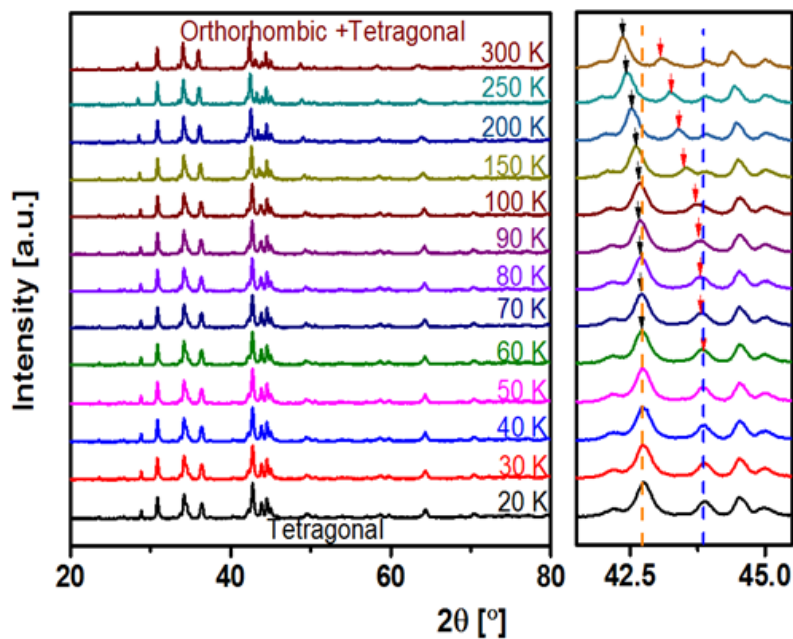 Orthorhombic +Tetragonal
300 K
250 K
200 K
150 K
100 K
90 K
80 K
70 K
60 K
50 K
40 K
30 K
20 K
Tetragonal
Intensity [a.u.]
20 40 60 80
42.5 45.0
2θ [º]